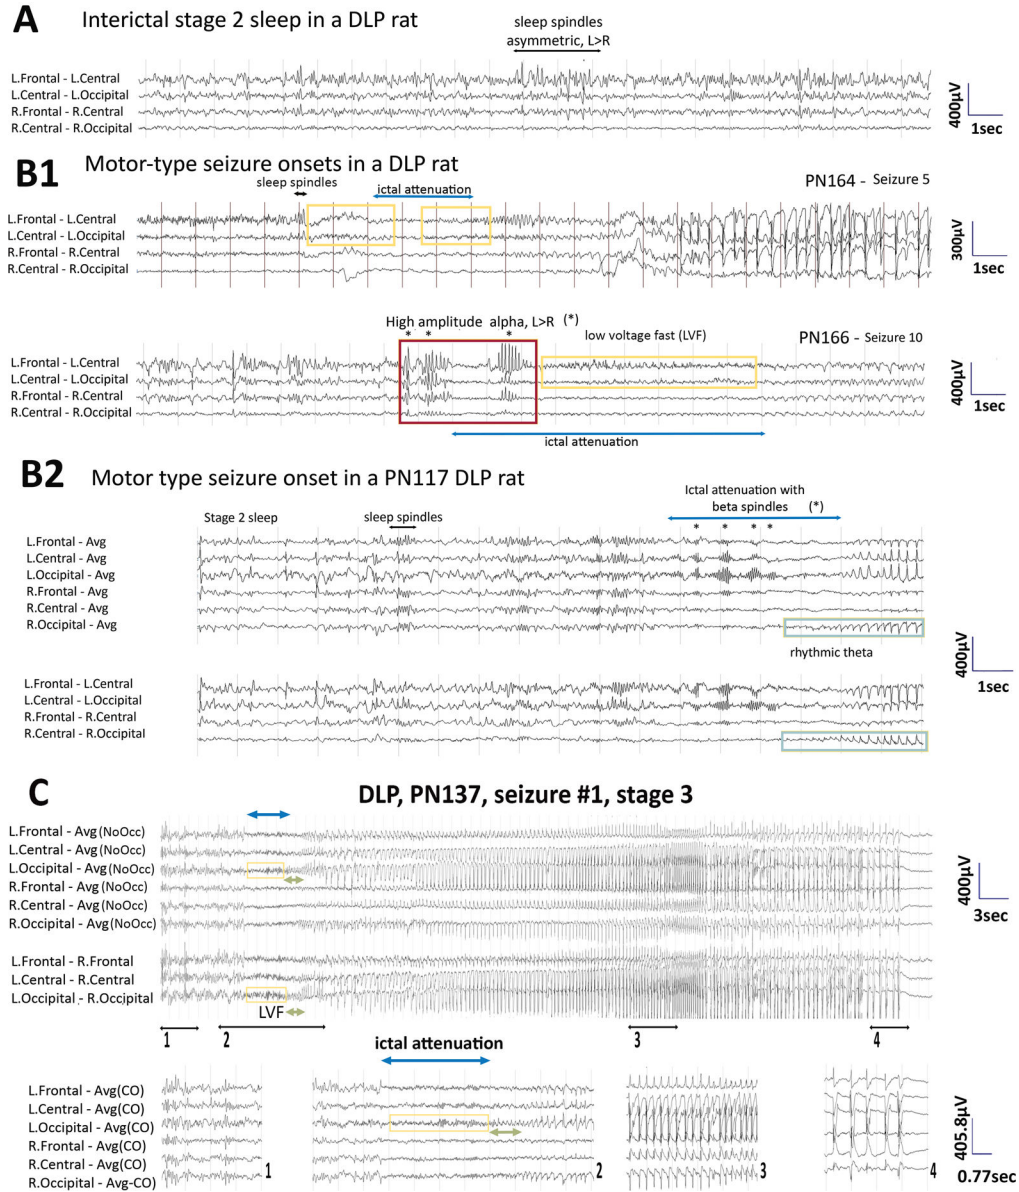 A
Interictal stage 2 sleep in a DLP rat
sleep spindles
asymmetric, L>R
L.Frontal - L.Central
L.Central - L.Occipital
R.Frontal - R.Central
R.Central - R.Occipital
400µV
1sec
B1
Motor-type seizure onsets in a DLP rat
sleep spindles
ictal attenuation
PN164 - Seizure 5
L.Frontal - L.Central
L.Central - L.Occipital
R.Frontal - R.Central
R.Central - R.Occipital
300µV
1sec
High amplitude alpha, L>R (*)
* * *
low voltage fast (LVF)
PN166 - Seizure 10
L.Frontal - L.Central
L.Central - L.Occipital
R.Frontal - R.Central
R.Central - R.Occipital
400µV
1sec
ictal attenuation
B2
Motor type seizure onset in a PN117 DLP rat
Stage 2 sleep
sleep spindles
Ictal attenuation with
beta spindles (*)
* * * *
L.Frontal - Avg
L.Central - Avg
L.Occipital - Avg
R.Frontal - Avg
R.Central - Avg
R.Occipital - Avg
rhythmic theta
400µV
1sec
L.Frontal - L.Central
L.Central - L.Occipital
R.Frontal - R.Central
R.Central - R.Occipital
C
DLP, PN137, seizure #1, stage 3
L.Frontal - Avg (NoOcc)
L.Central - Avg (NoOcc)
L.Occipital - Avg (NoOcc)
R.Frontal - Avg (NoOcc)
R.Central - Avg (NoOcc)
R.Occipital - Avg (NoOcc)
400µV
3sec
L.Frontal - R.Frontal
L.Central - R.Central
L.Occipital - R.Occipital
LVF
1 2 3 4
ictal attenuation
L.Frontal - Avg(CO)
L.Central - Avg(CO)
L.Occipital - Avg(CO)
R.Frontal - Avg(CO)
R.Central - Avg(CO)
R.Occipital - Avg-CO)
1 2 3 4
405.8µV
0.77sec